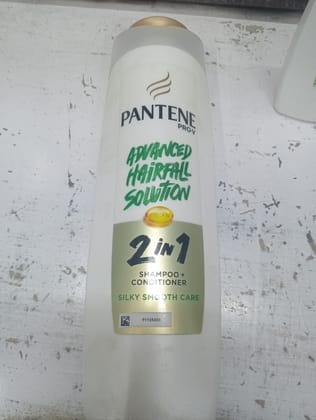 PANTENE
PRO-V
ADVANCED
HAIRFALL
SOLUTION
2 IN 1
SHAMPOO +
CONDITIONER
SILKY SMOOTH CARE